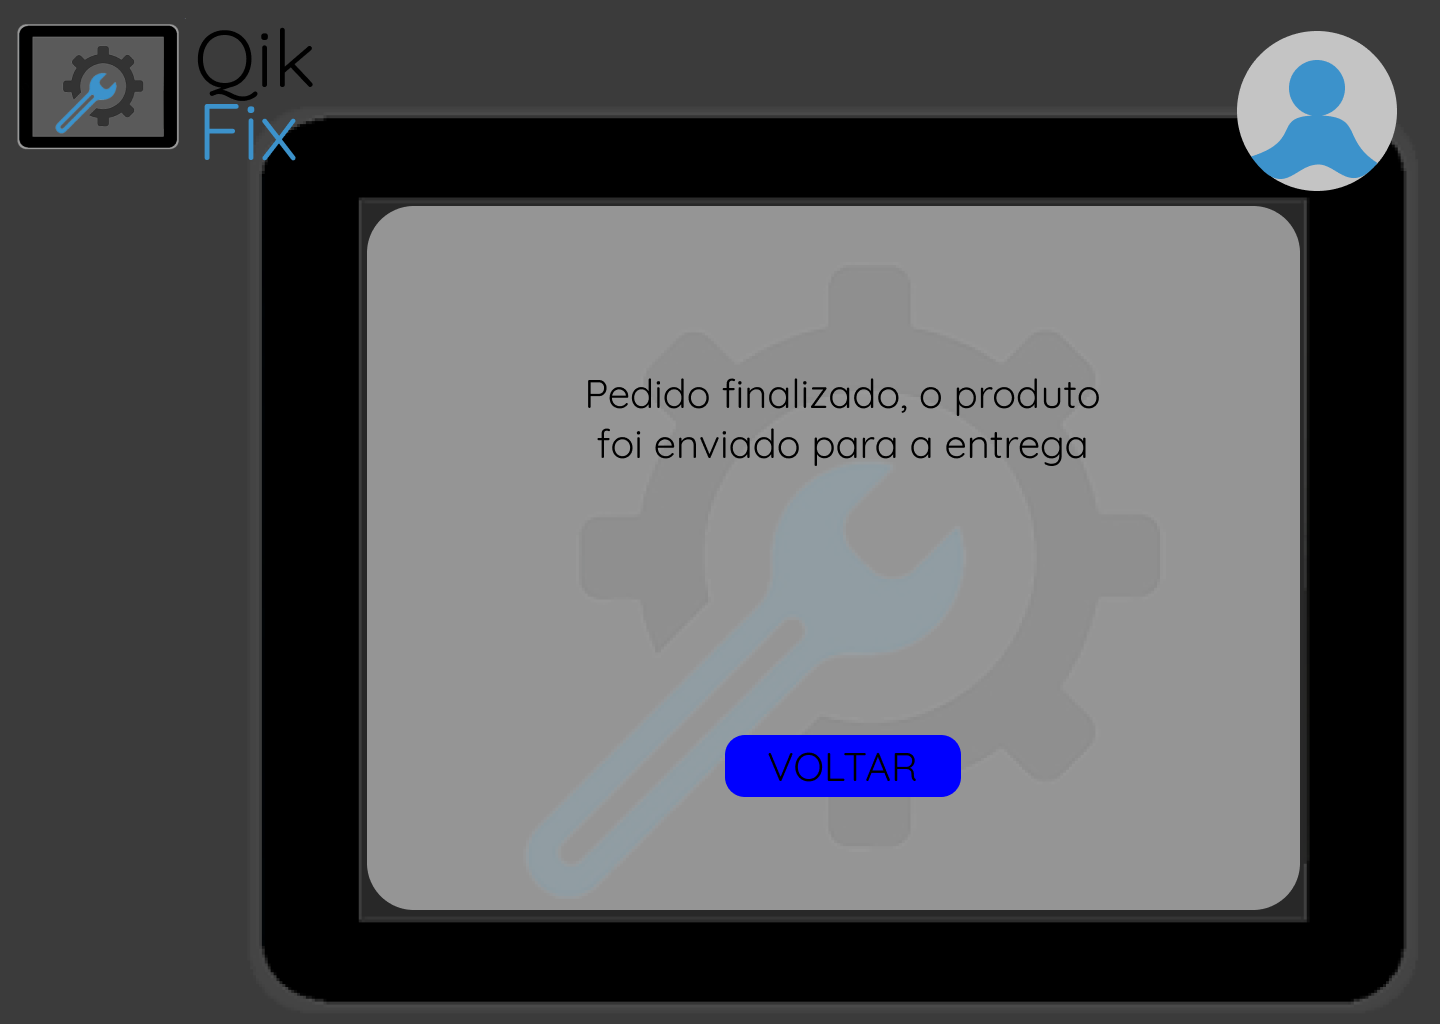 Qik
Fix
Pedido finalizado, o produto
foi enviado para a entrega
VOLTAR